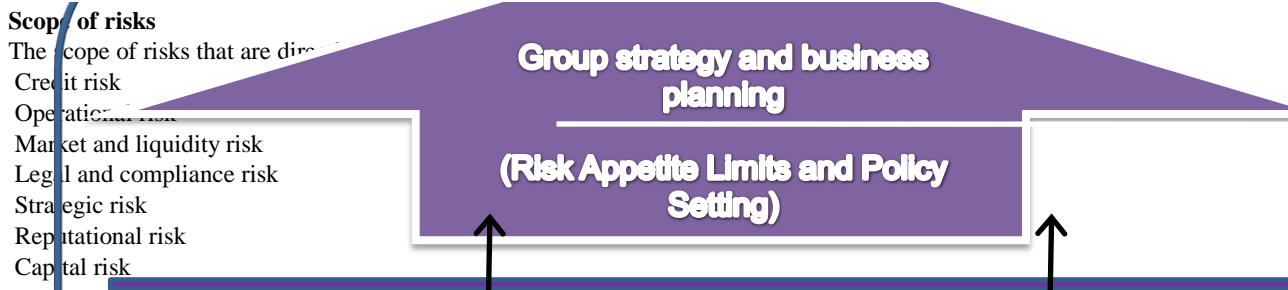 Scope of risks
The scope of risks that are
Credit risk
Operational risk
Market and liquidity risk
Legal and compliance risk
Strategic risk
Reputational risk
Capital risk
Group strategy and business
planning
(Risk Appetite Limits and Policy
Setting)